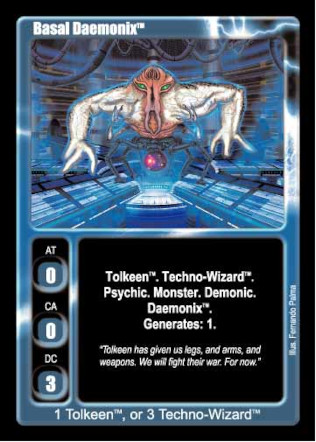 Basal Daemonix™
AT
0
CA
0
DC
3
Tolkeen™. Techno-Wizard™.
Psychic. Monster. Demonic.
Daemonix™.
Generates: 1.
"Tolkeen has given us legs, and arms, and
weapons. We will fight their war. For now."
Illus. Fernando Palma
1 Tolkeen™, or 3 Techno-Wizard™